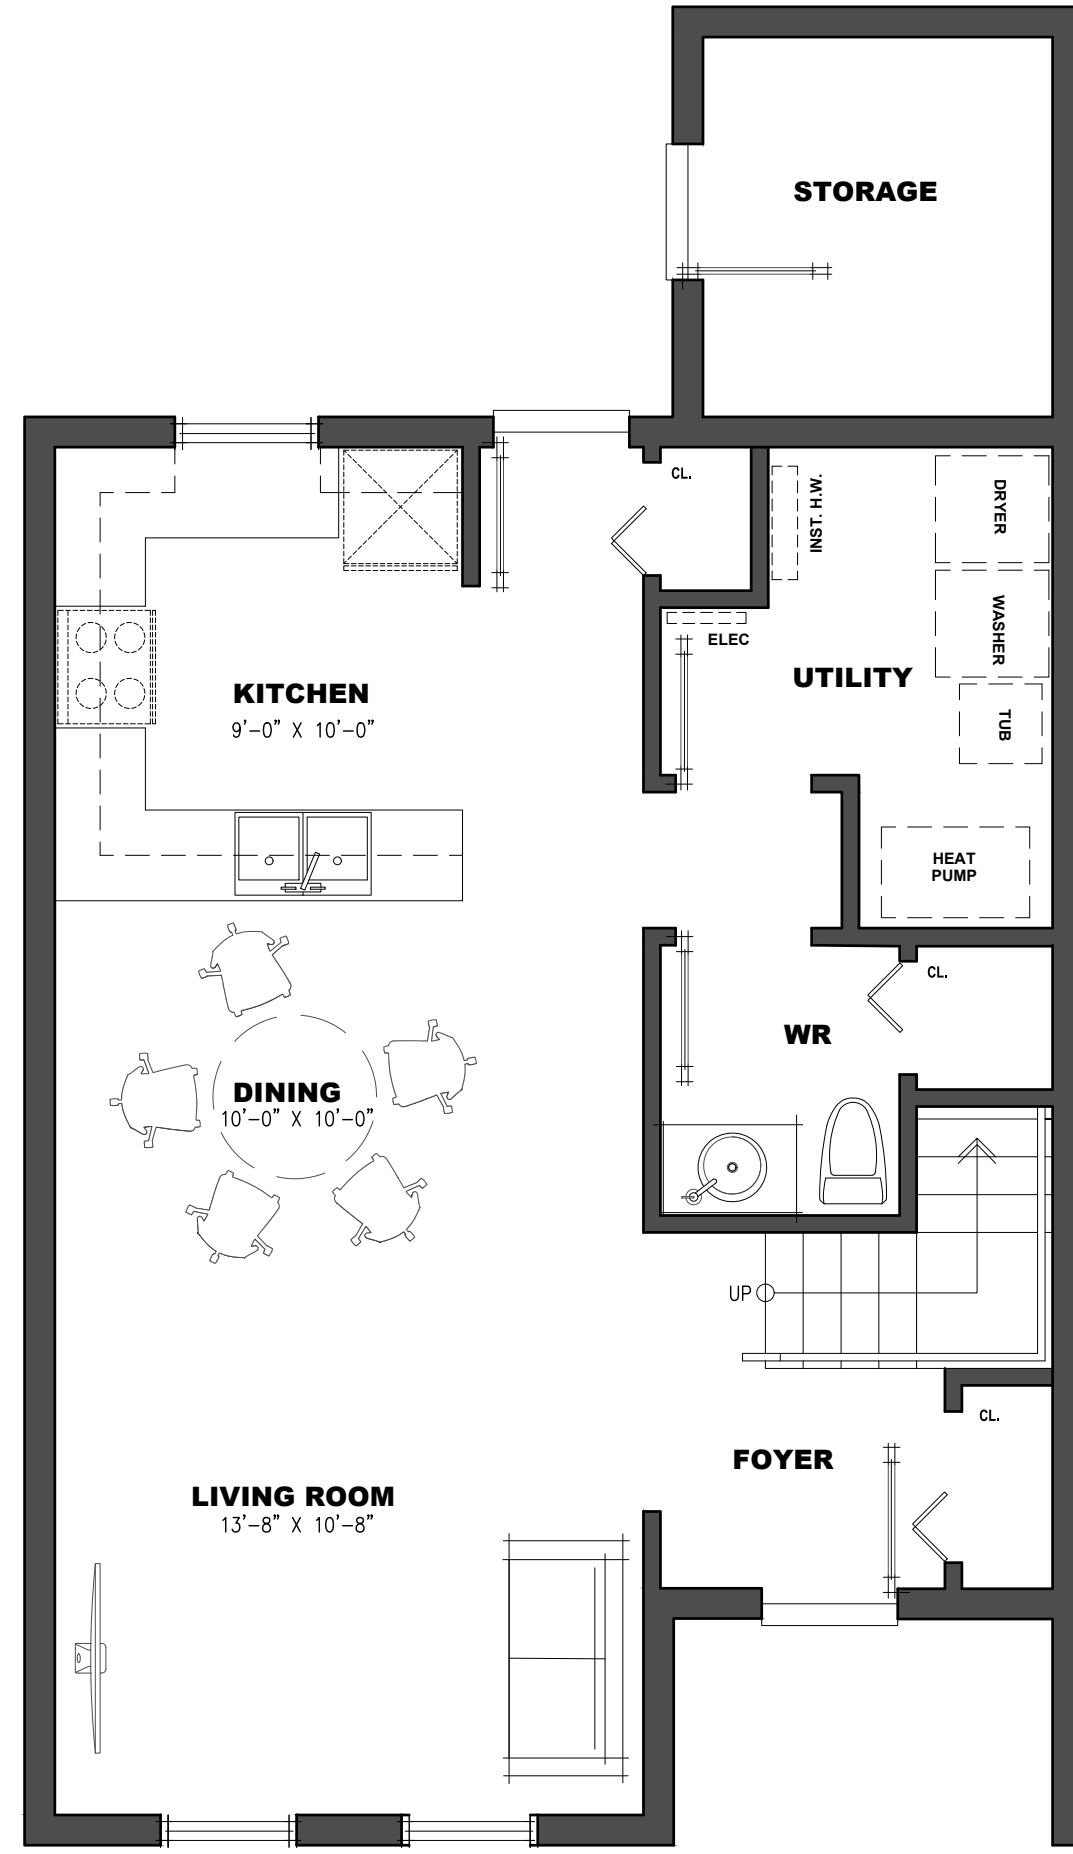 STORAGE
CL.
INST. H.W.
DRYER
WASHER
ELEC
UTILITY
KITCHEN
9'-0" X 10'-0"
TUB
HEAT
PUMP
CL.
WR
DINING
10'-0" X 10'-0"
UP
CL.
FOYER
LIVING ROOM
13'-8" X 10'-8"